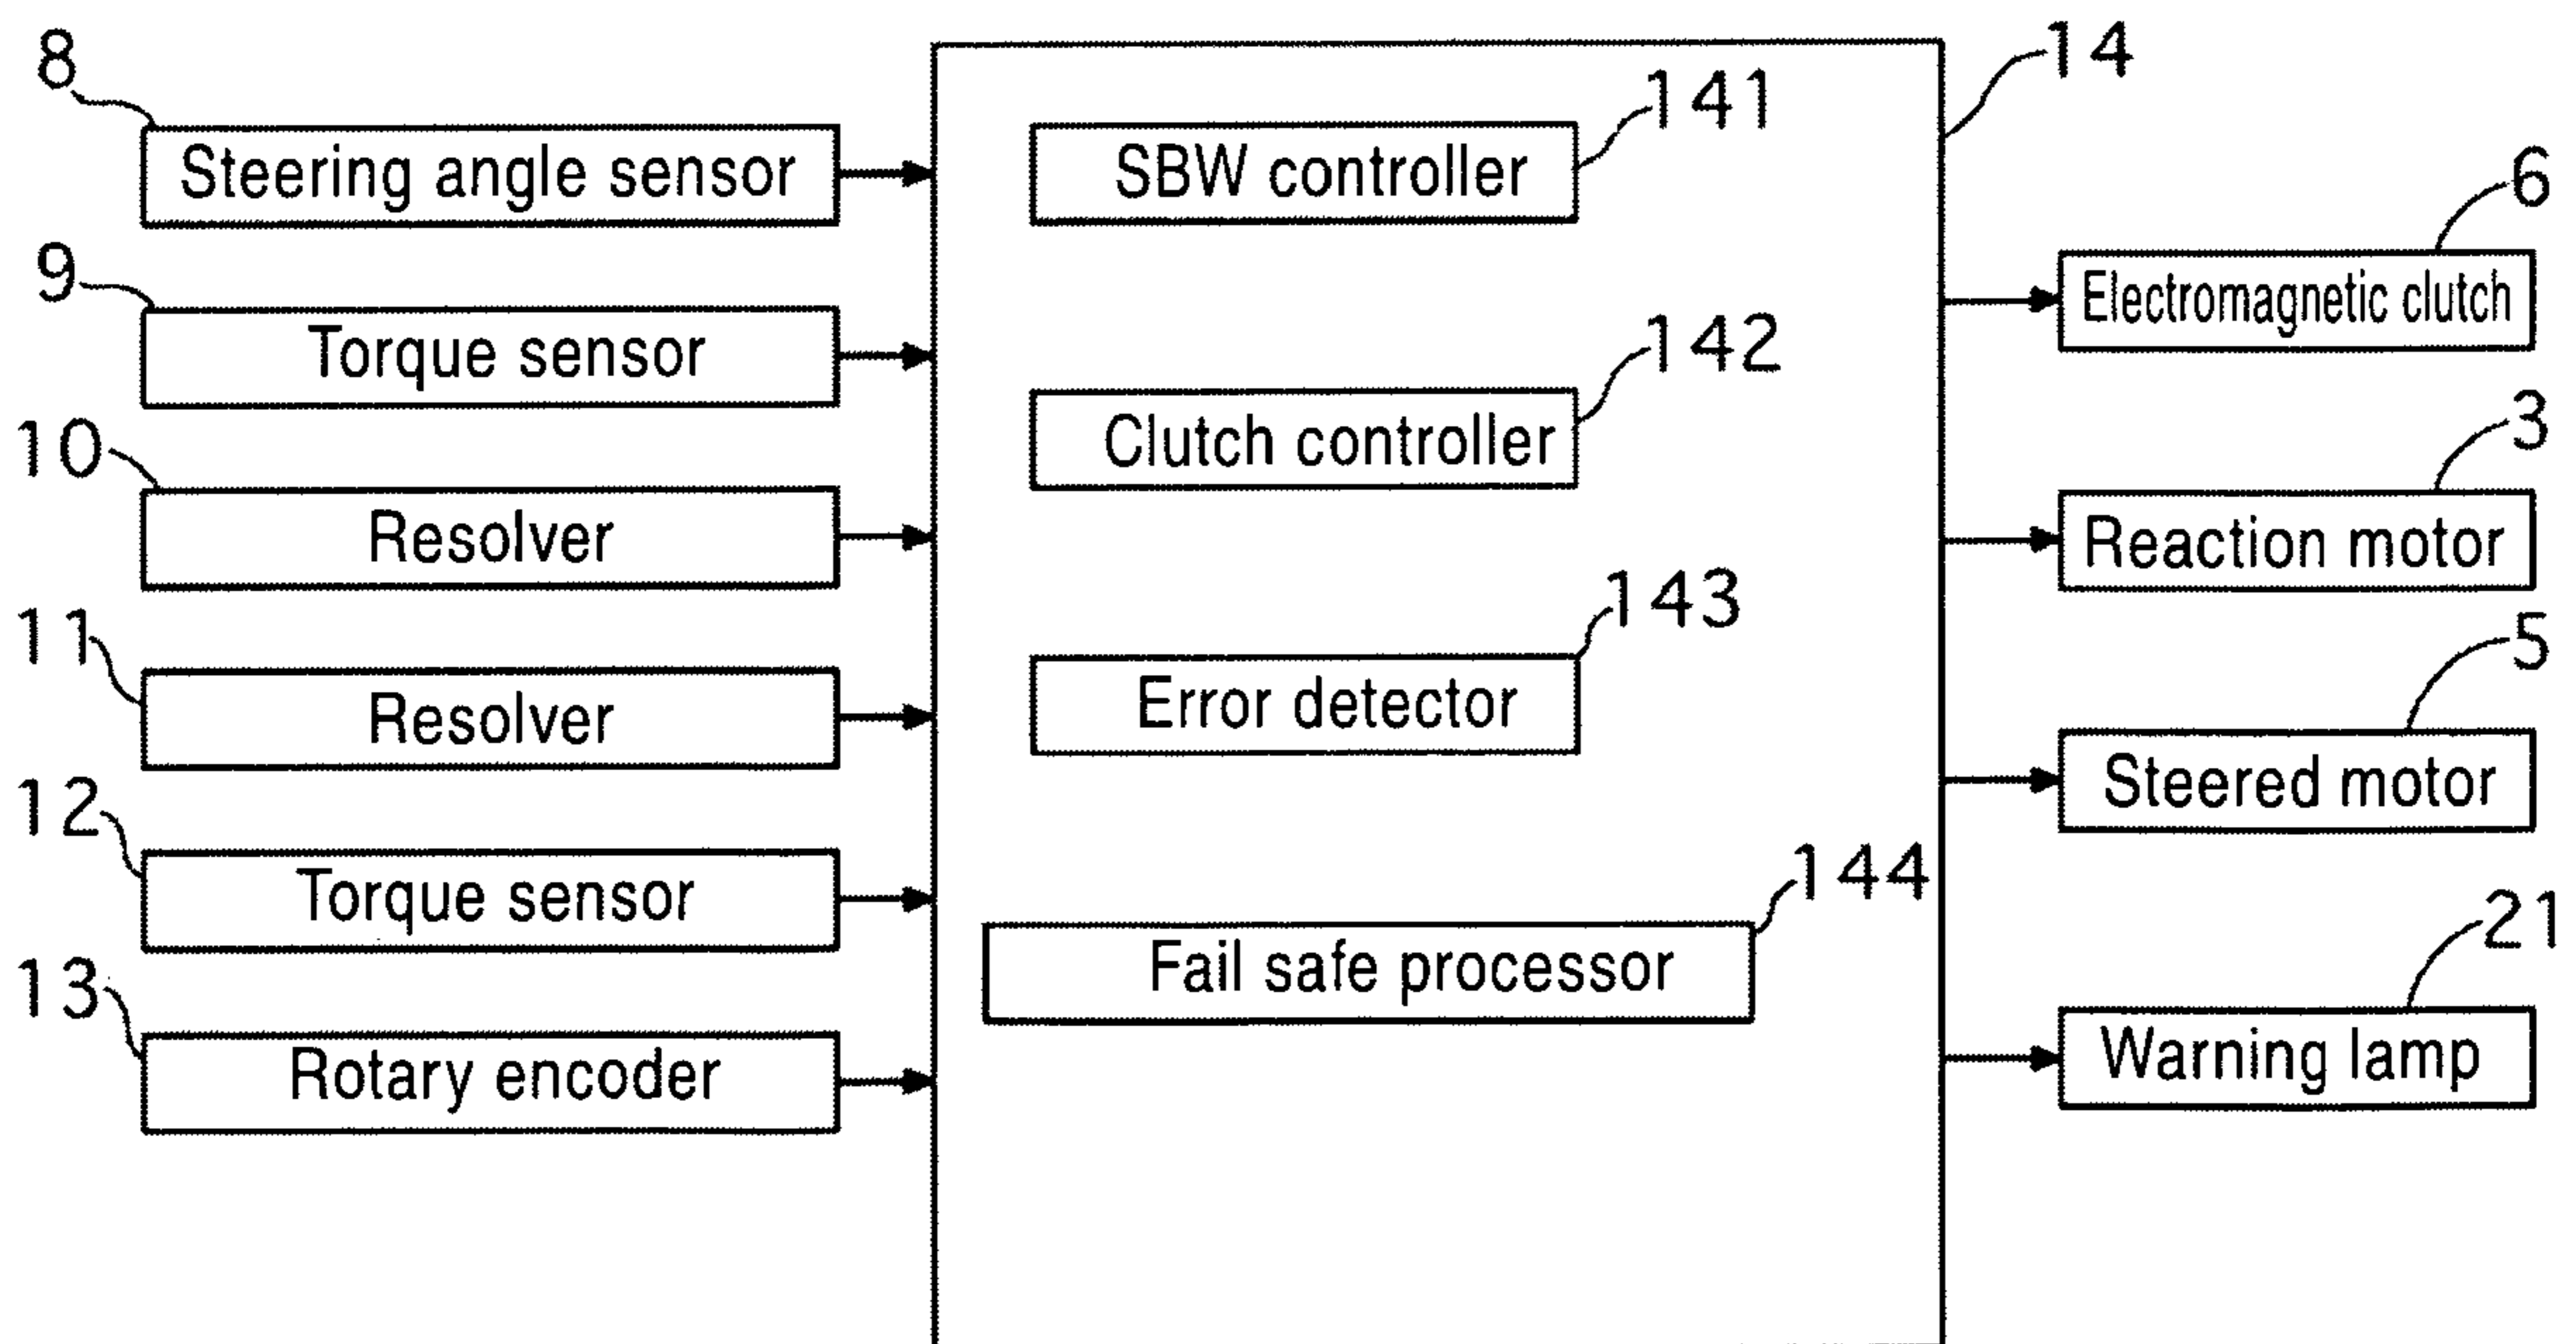 8
Steering angle sensor
9
Torque sensor
10
Resolver
11
Resolver
12
Torque sensor
13
Rotary encoder
14
141
SBW controller
142
Clutch controller
143
Error detector
144
Fail safe processor
6
Electromagnetic clutch
3
Reaction motor
5
Steered motor
21
Warning lamp